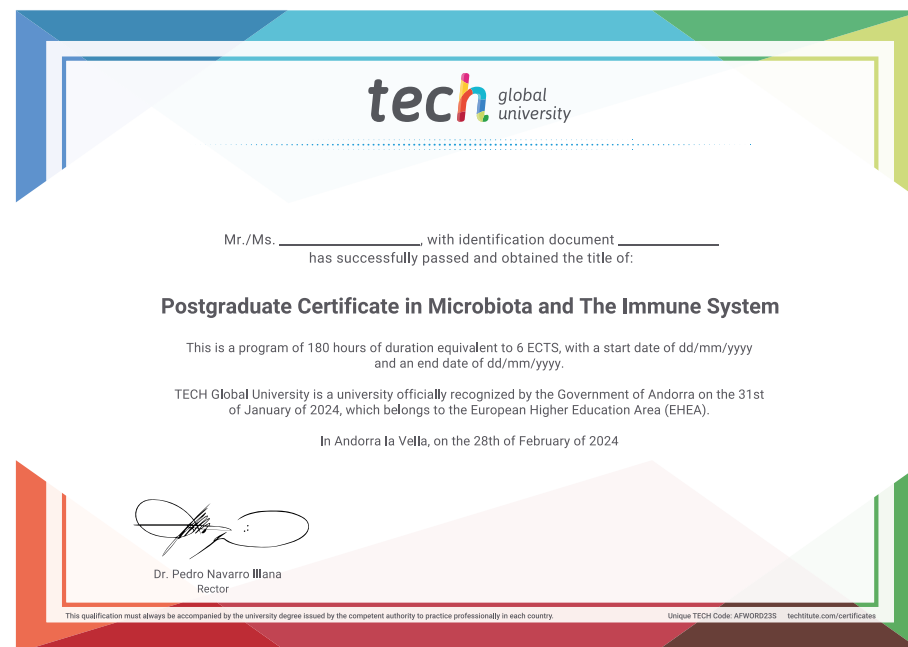 tech global
university
Mr./Ms. ____________________, with identification document ______________
has successfully passed and obtained the title of:
Postgraduate Certificate in Microbiota and The Immune System
This is a program of 180 hours of duration equivalent to 6 ECTS, with a start date of dd/mm/yyyy
and an end date of dd/mm/yyyy.
TECH Global University is a university officially recognized by the Government of Andorra on the 31st
of January of 2024, which belongs to the European Higher Education Area (EHEA).
In Andorra la Vella, on the 28th of February of 2024
Dr. Pedro Navarro Illana
Rector
This qualification must always be accompanied by the university degree issued by the competent authority to practice professionally in each country.
Unique TECH Code: AFWORD23S techtitute.com/certificates